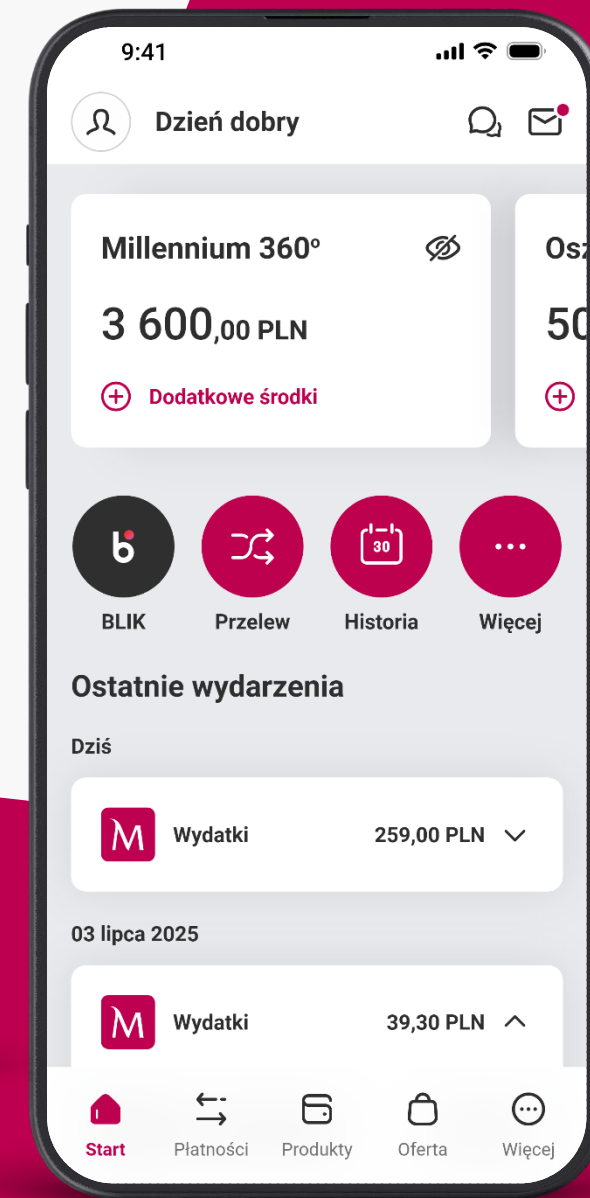 9:41
Dzień dobry
Millennium 360°
3 600,00 PLN
Dodatkowe środki
50
30
BLIK
Przelew
Historia
Więcej
Ostatnie wydarzenia
Dziś
M Wydatki 259,00 PLN
03 lipca 2025
M Wydatki 39,30 PLN
Start
Płatności
Produkty
Oferta
Więcej